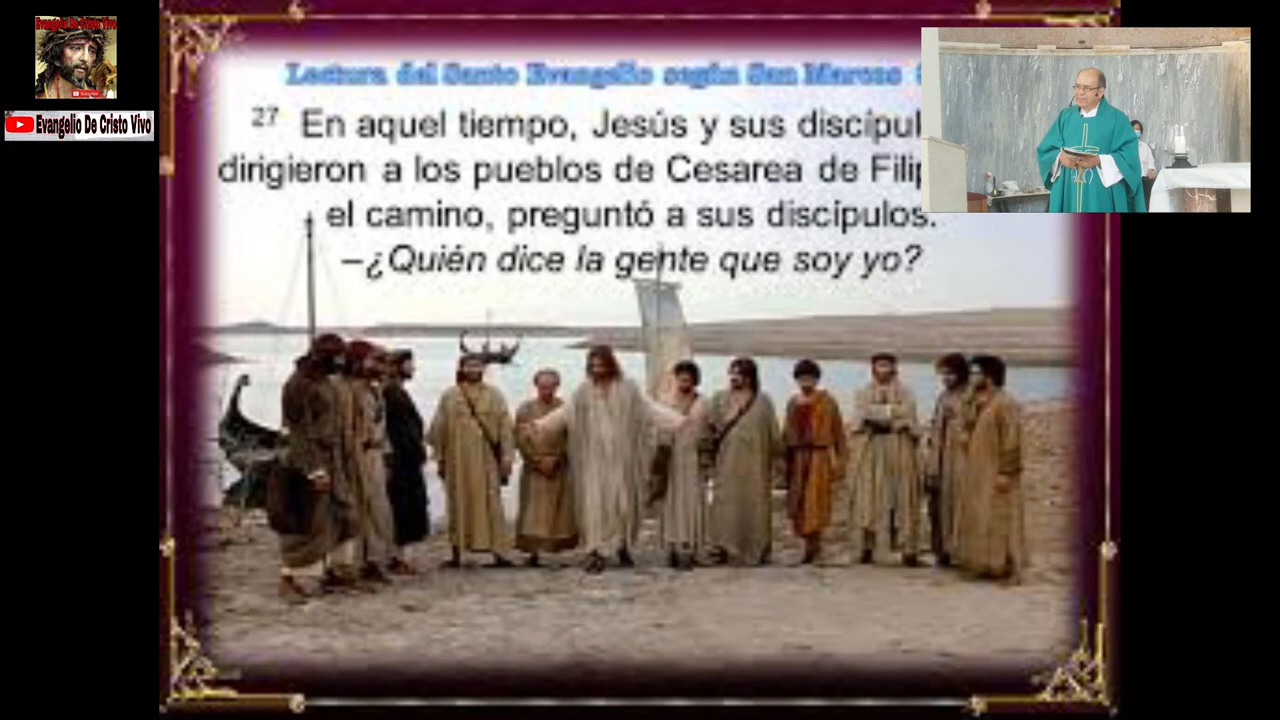 Evangelio De Cristo Vivo
Evangelio De Cristo Vivo
Lectura del Santo Evangelio según San Marcos
27 En aquel tiempo, Jesús y sus discípul
dirigieron a los pueblos de Cesarea de Filip
el camino, preguntó a sus discípulos.
–¿Quién dice la gente que soy yo?